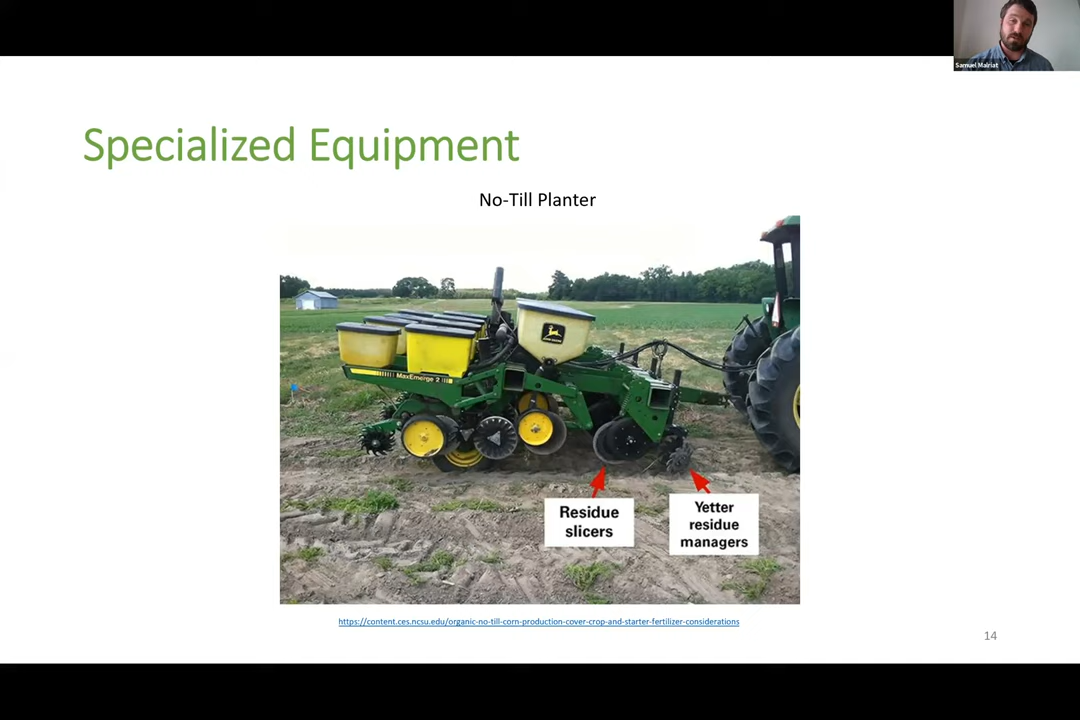 Samuel Malriat
Specialized Equipment
No-Till Planter
MaxEmerge 2
Residue
slicers
Yetter
residue
managers
https://content.ces.ncsu.edu/organic-no-till-corn-production-cover-crop-and-starter-fertilizer-considerations
14